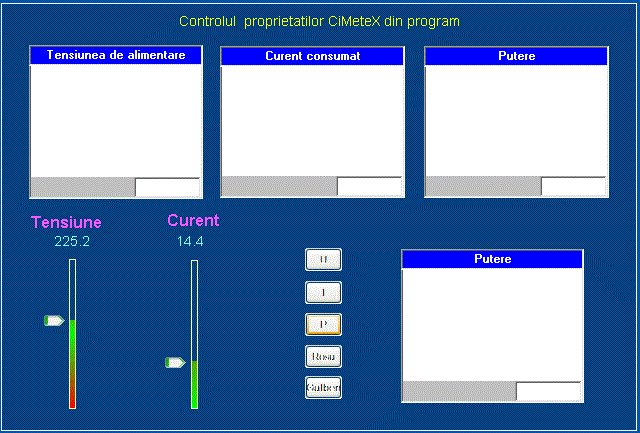 Controlul proprietatilor CiMeteX din program
Tensiunea de alimentare
Curent consumat
Putere
Tensiune
225.2
Curent
14.4
U
I
P
Rosu
Galben
Putere